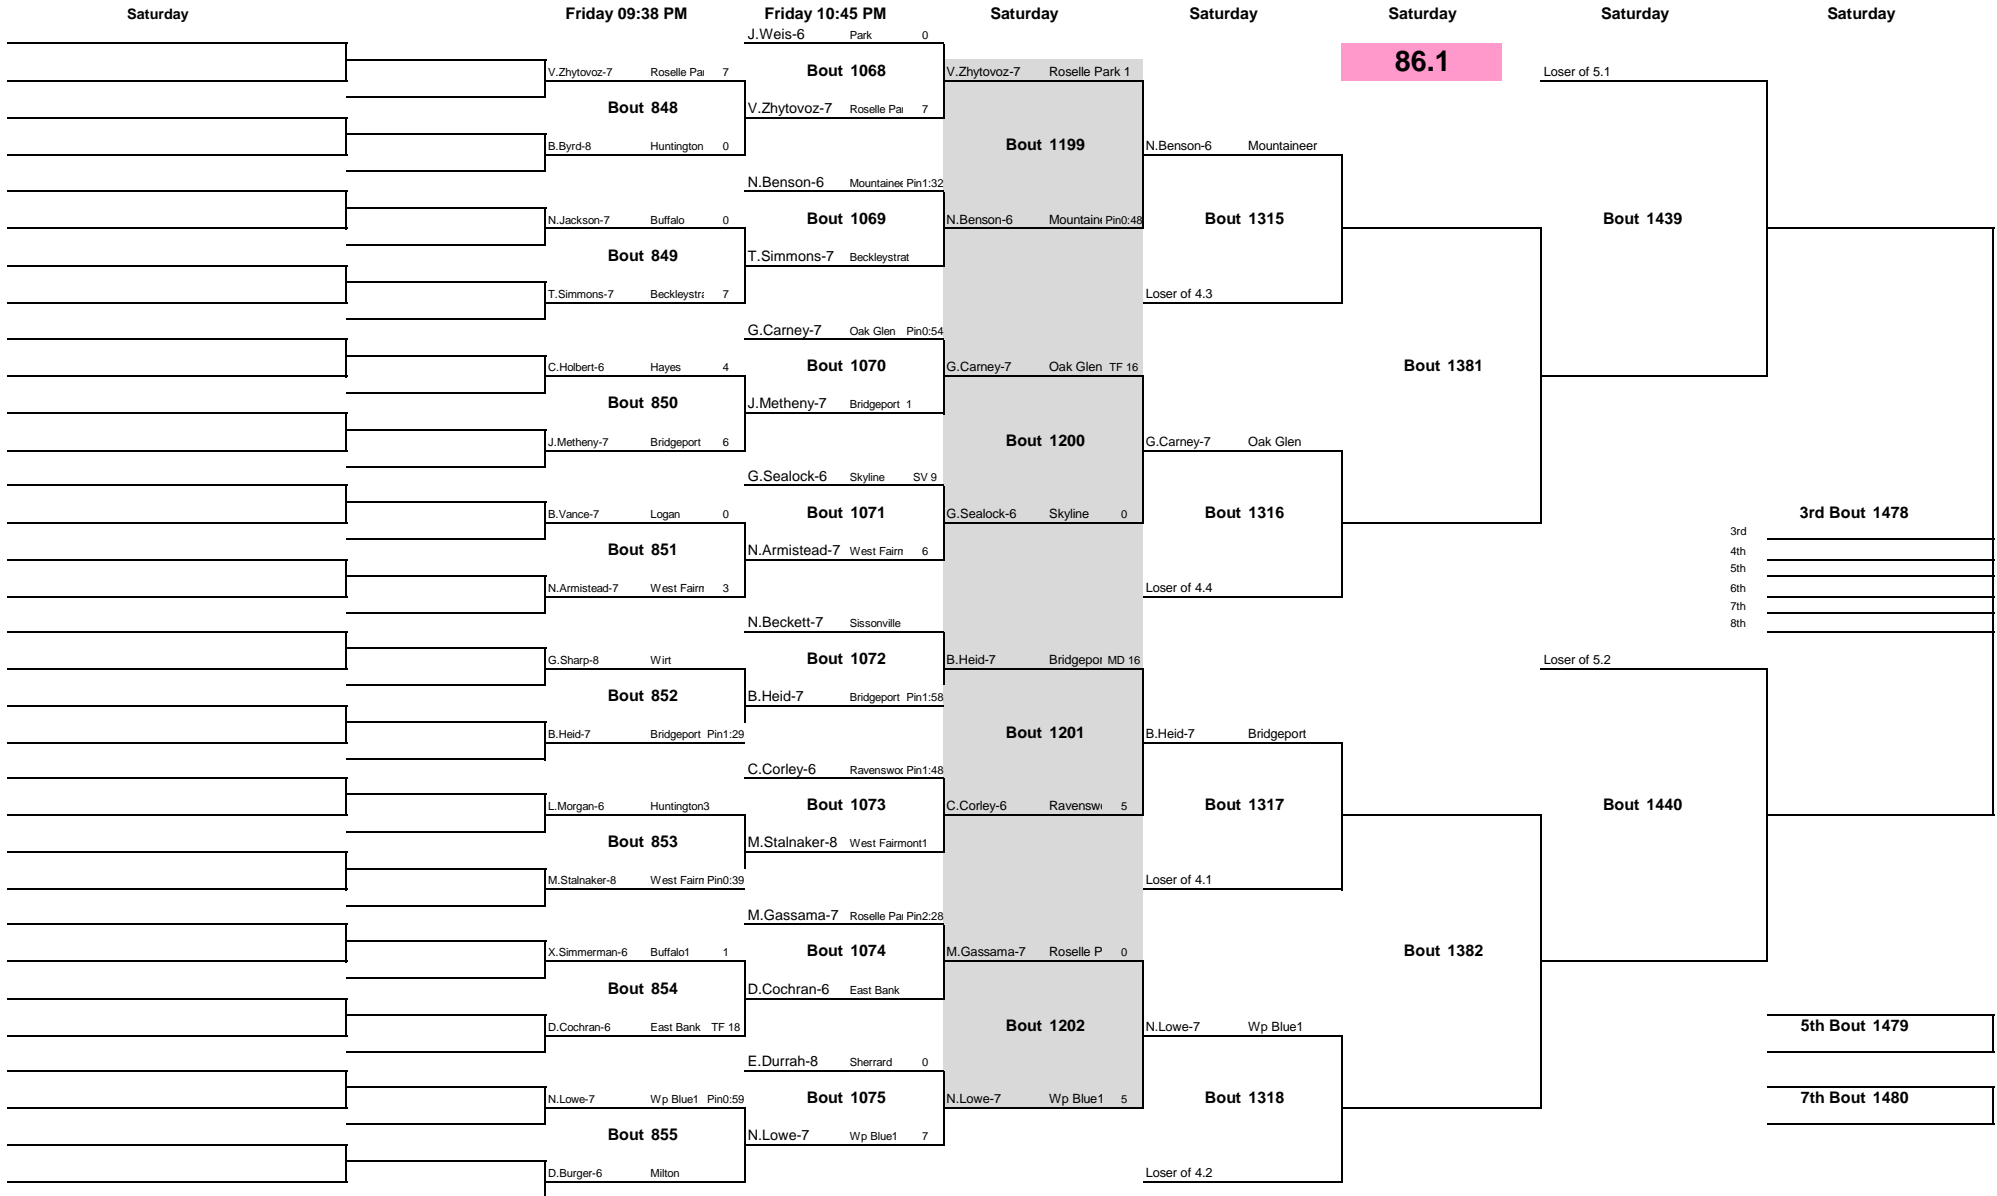 Saturday Friday 09:38 PM Friday 10:45 PM Saturday Saturday Saturday Saturday Saturday
J.Weis-6 Park 0
86.1
V.Zhytovoz-7 Roselle Pa 7 Bout 1068 V.Zhytovoz-7 Roselle Park 1 Loser of 5.1
Bout 848 V.Zhytovoz-7 Roselle Pa 7
B.Byrd-8 Huntington 0 Bout 1199 N.Benson-6 Mountaineer
N.Benson-6 Mountainee Pin1:32
N.Jackson-7 Buffalo 0 Bout 1069 N.Benson-6 Mountain Pin0:48 Bout 1315 Bout 1439
Bout 849 T.Simmons-7 Beckleystrat
T.Simmons-7 Beckleystra 7 Loser of 4.3
G.Carney-7 Oak Glen Pin0:54
C.Holbert-6 Hayes 4 Bout 1070 G.Carney-7 Oak Glen TF 16 Bout 1381
Bout 850 J.Metheny-7 Bridgeport 1
J.Metheny-7 Bridgeport 6 Bout 1200 G.Carney-7 Oak Glen
G.Sealock-6 Skyline SV 9
B.Vance-7 Logan 0 Bout 1071 G.Sealock-6 Skyline 0 Bout 1316 3rd Bout 1478
3rd
Bout 851 N.Armistead-7 West Fairm 6 4th
5th
N.Armistead-7 West Fairm 3 Loser of 4.4 6th
7th
N.Beckett-7 Sissonville 8th
G.Sharp-8 Wirt Bout 1072 B.Heid-7 Bridgepor MD 16 Loser of 5.2
Bout 852 B.Heid-7 Bridgeport Pin1:58
B.Heid-7 Bridgeport Pin1:29 Bout 1201 B.Heid-7 Bridgeport
C.Corley-6 Ravenswo Pin1:48
L.Morgan-6 Huntington3 Bout 1073 C.Corley-6 Ravensw 5 Bout 1317 Bout 1440
Bout 853 M.Stalnaker-8 West Fairmont1
M.Stalnaker-8 West Fairm Pin0:39 Loser of 4.1
M.Gassama-7 Roselle Pa Pin2:28
X.Simmerman-6 Buffalo1 1 Bout 1074 M.Gassama-7 Roselle P 0 Bout 1382
Bout 854 D.Cochran-6 East Bank
D.Cochran-6 East Bank TF 18 Bout 1202 N.Lowe-7 Wp Blue1 5th Bout 1479
E.Durrah-8 Sherrard 0
N.Lowe-7 Wp Blue1 Pin0:59 Bout 1075 N.Lowe-7 Wp Blue1 5 Bout 1318 7th Bout 1480
Bout 855 N.Lowe-7 Wp Blue1 7
D.Burger-6 Milton Loser of 4.2